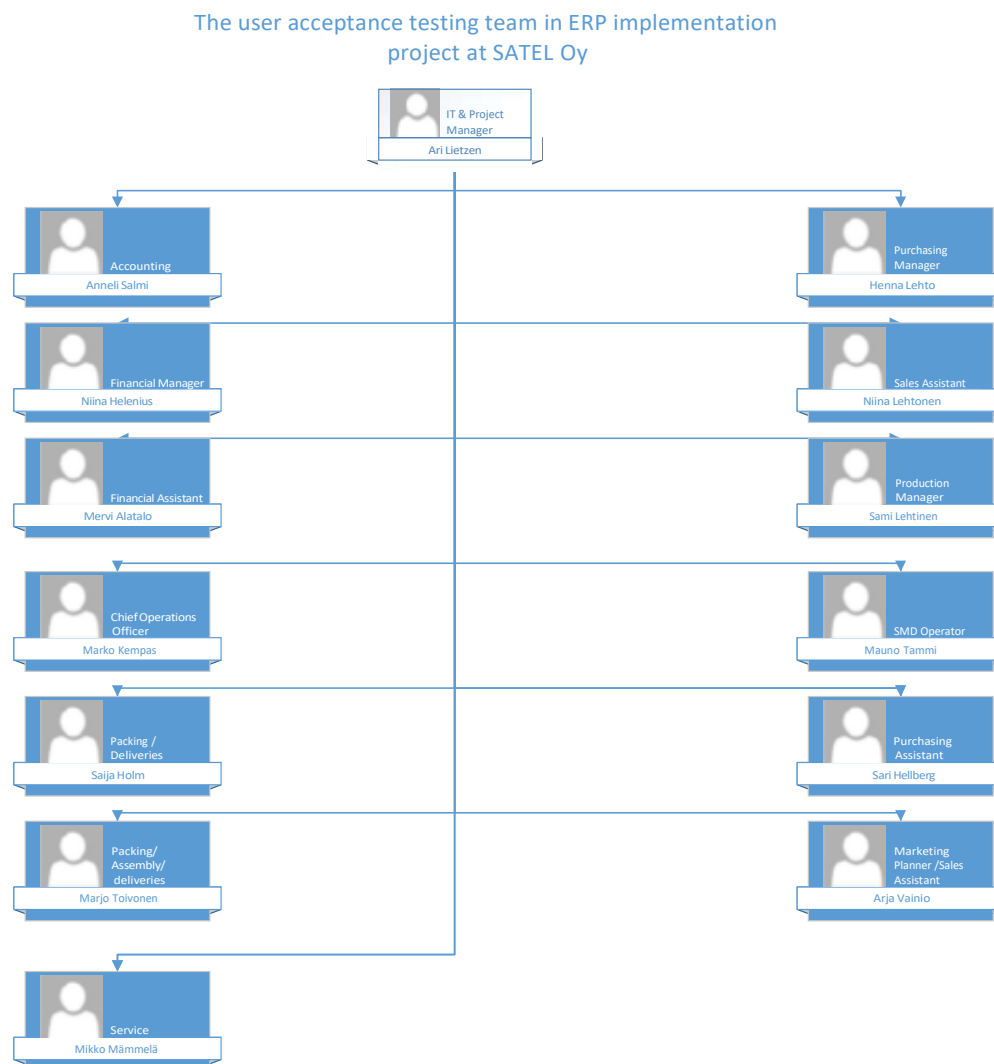 The user acceptance testing team in ERP implementation
project at SATEL Oy
IT & Project
Manager
Ari Lietzen
Accounting
Anneli Salmi
Purchasing
Manager
Henna Lehto
Financial Manager
Niina Helenius
Sales Assistant
Niina Lehtonen
Financial Assistant
Mervi Alatalo
Production
Manager
Sami Lehtinen
Chief Operations
Officer
Marko Kempas
SMD Operator
Mauno Tammi
Packing /
Deliveries
Saija Holm
Purchasing
Assistant
Sari Hellberg
Packing/
Assembly/
deliveries
Marjo Toivonen
Marketing
Planner /Sales
Assistant
Arja Vainio
Service
Mikko Mämmelä